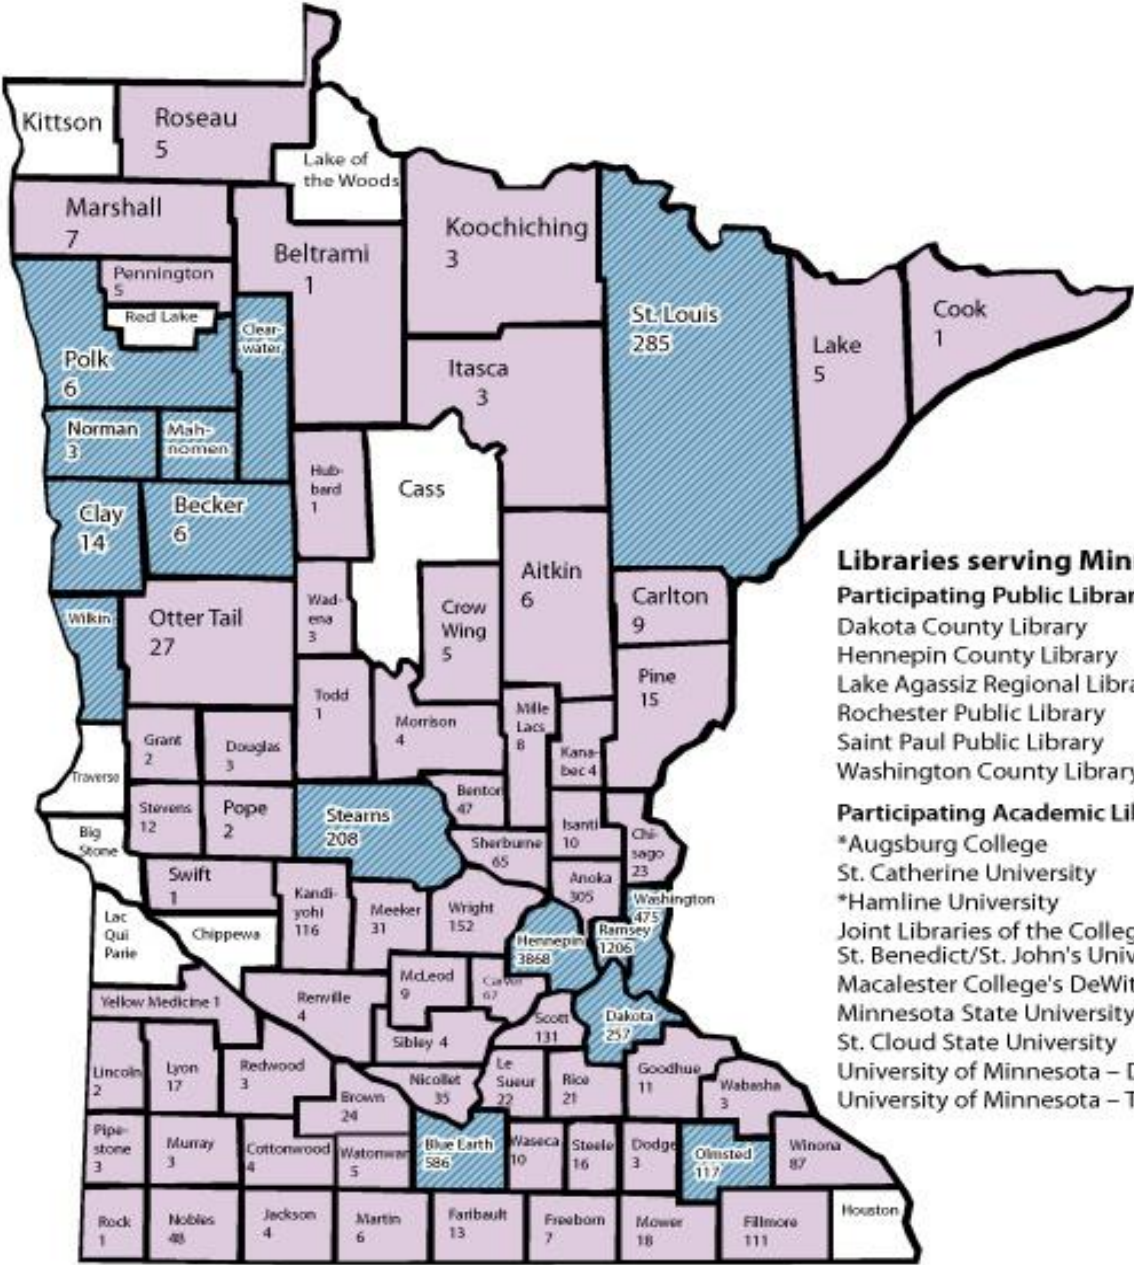 Kittson
Roseau
5
Lake of
the Woods
Marshall
7
Koochiching
3
Beltrami
1
Pennington
5
Red Lake
Clear-
water
St. Louis
285
Cook
1
Lake
5
Polk
6
Itasca
3
Norman
3
Mah-
nomen
Hub-
bard
1
Cass
Clay
14
Becker
6
Aitkin
6
Carlton
9
Wilkin
Otter Tail
27
Wad-
ena
3
Crow
Wing
5
Pine
15
Todd
1
Morrison
4
Mille
Lacs
8
Kana-
bec 4
Grant
2
Douglas
3
Traverse
Stevens
12
Pope
2
Stearns
208
Benton
47
Isanti
10
Chi-
sago
23
Big
Stone
Sherburne
65
Swift
1
Kandi-
yohi
116
Meeker
31
Wright
152
Anoka
305
Washington
475
Lac
Qui
Parle
Chippewa
Hennepin
3868
Ramsey
1206
McLeod
9
Carver
67
Yellow Medicine 1
Renville
4
Scott
131
Dakota
257
Sibley 4
Lincoln
2
Lyon
17
Redwood
3
Nicollet
35
Le
Sueur
22
Rice
21
Goodhue
11
Wabasha
3
Brown
24
Pipe-
stone
3
Murray
3
Cottonwood
4
Watonwan
5
Blue Earth
586
Waseca
10
Steele
16
Dodge
3
Olmsted
117
Winona
87
Rock
1
Nobles
48
Jackson
4
Martin
6
Faribault
13
Freeborn
7
Mower
18
Fillmore
111
Houston
Libraries serving Min
Participating Public Librar
Dakota County Library
Hennepin County Library
Lake Agassiz Regional Libra
Rochester Public Library
Saint Paul Public Library
Washington County Library
Participating Academic Lil
*Augsburg College
St. Catherine University
*Hamline University
Joint Libraries of the Colleg
St. Benedict/St. John's Univ
Macalester College's DeWit
Minnesota State University
St. Cloud State University
University of Minnesota – D
University of Minnesota – T